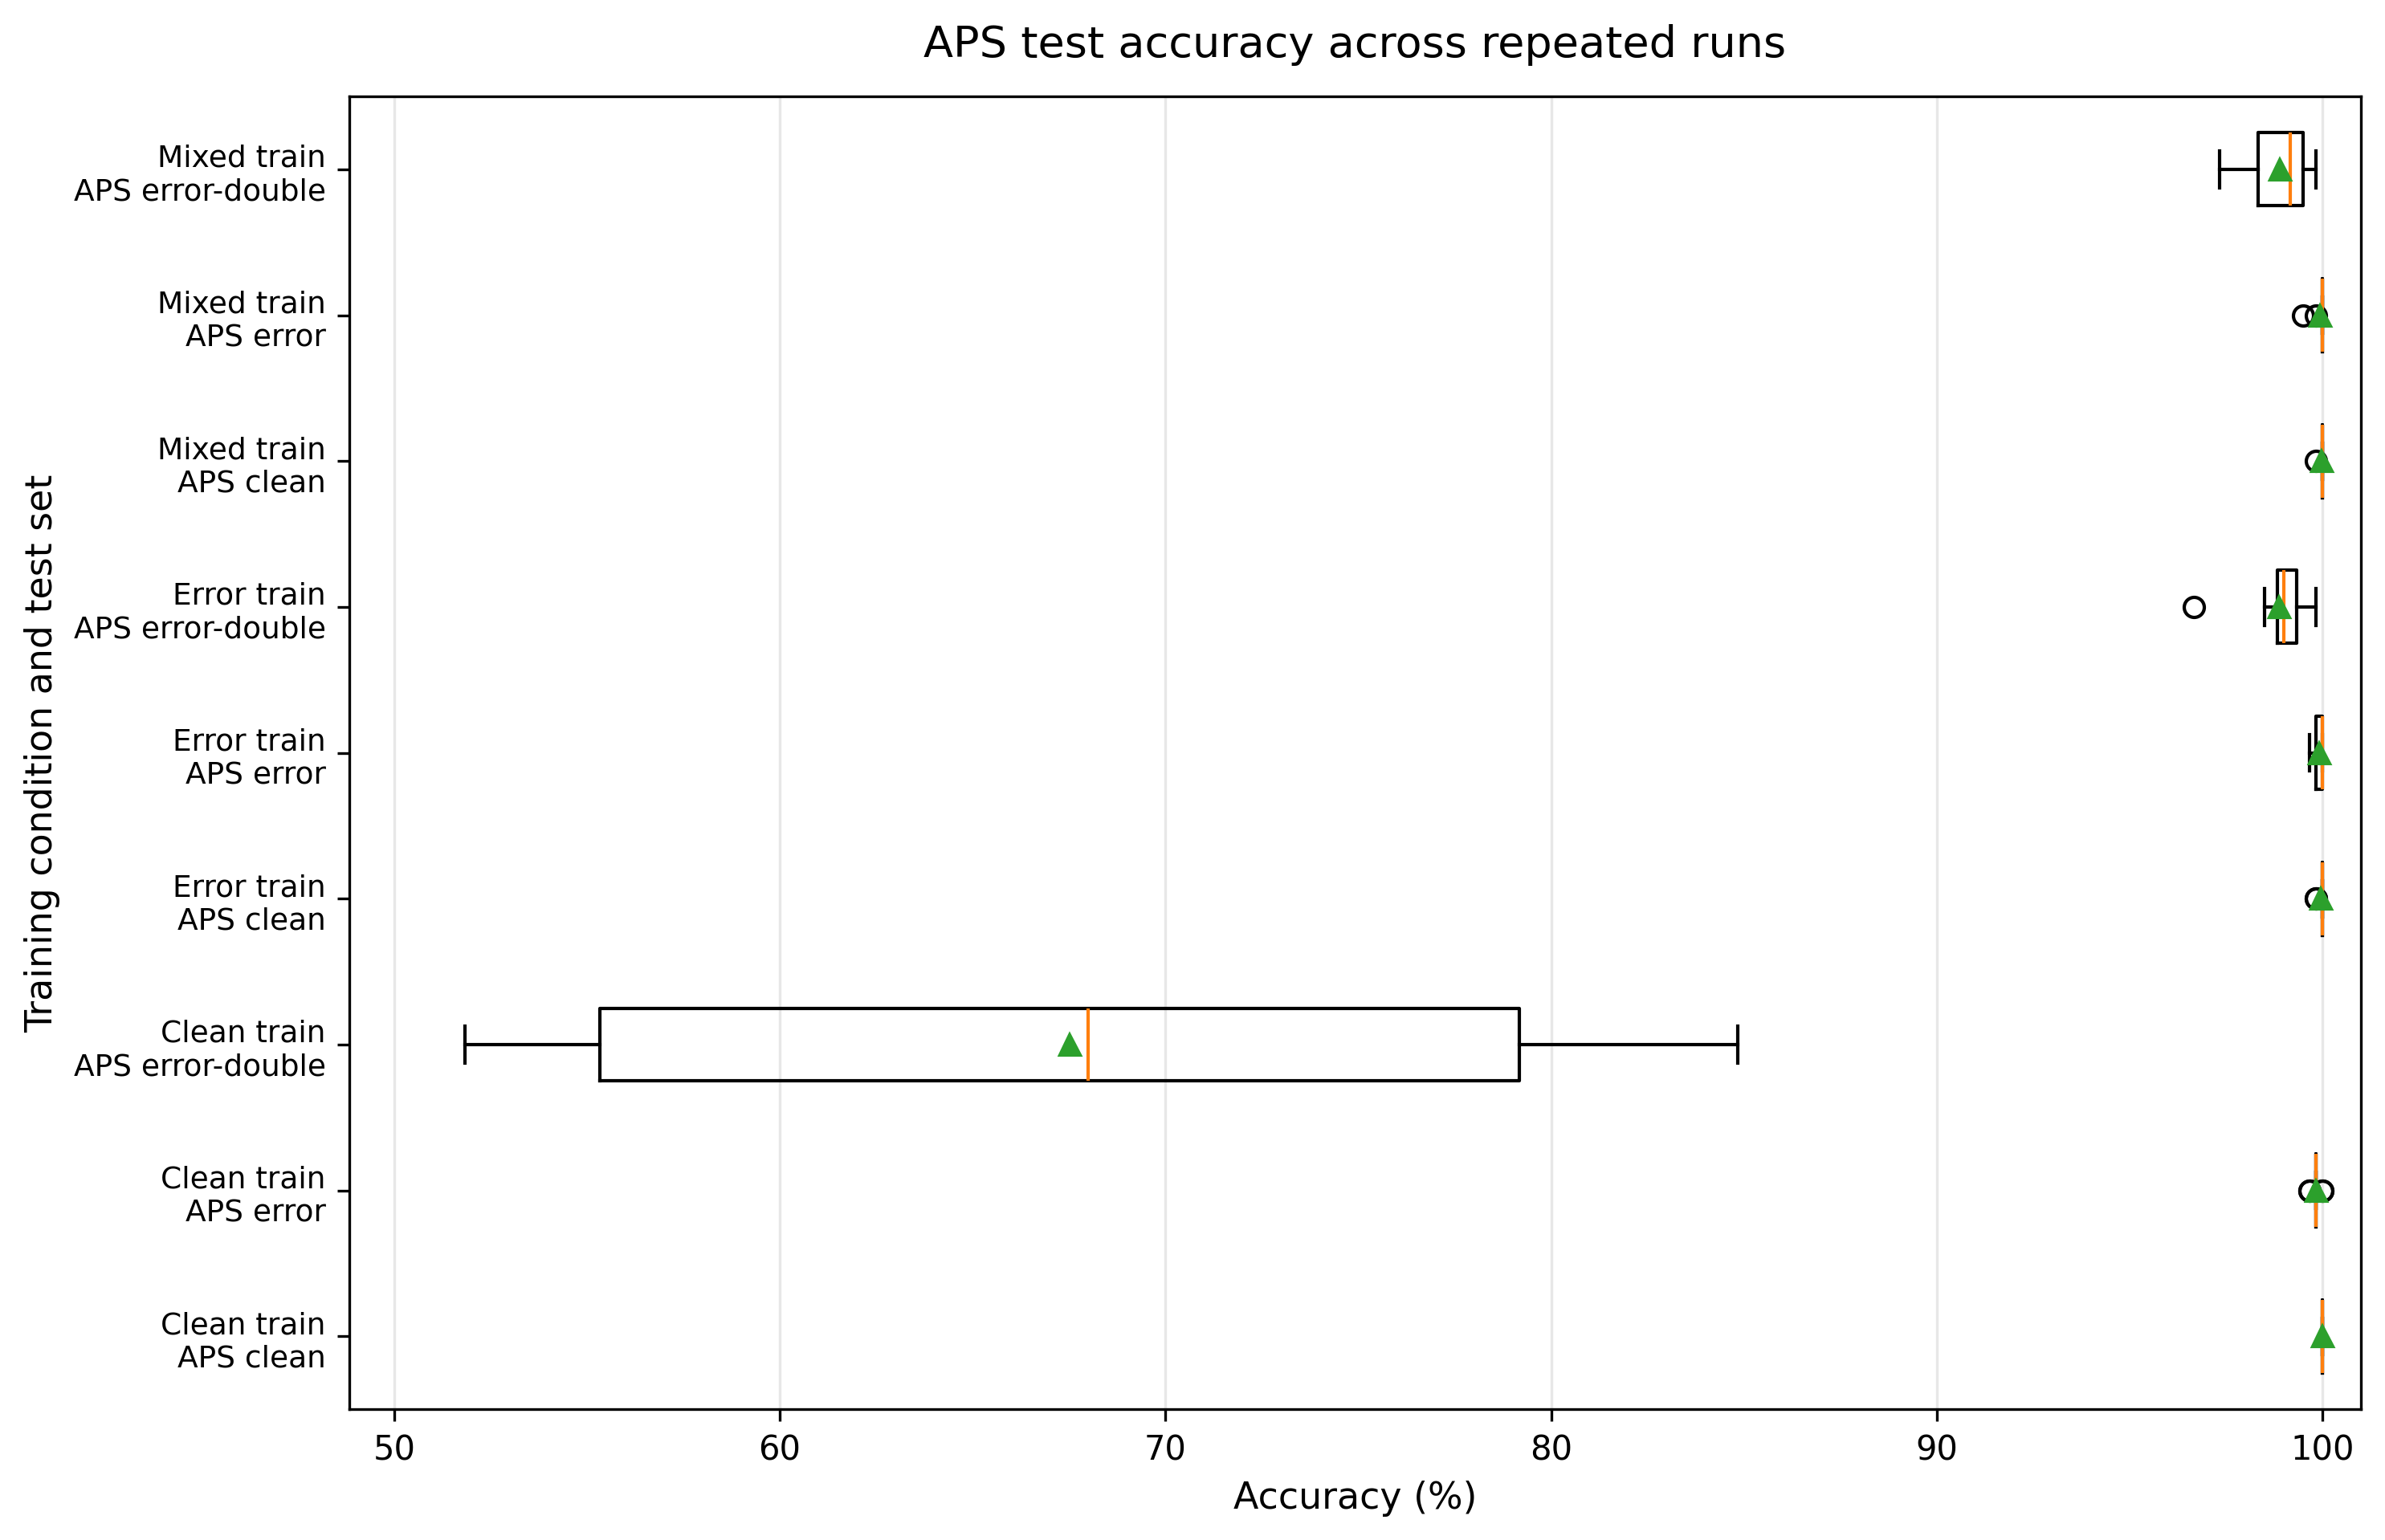 APS test accuracy across repeated runs
Training condition and test set
Mixed train
APS error-double
Mixed train
APS error
Mixed train
APS clean
Error train
APS error-double
Error train
APS error
Error train
APS clean
Clean train
APS error-double
Clean train
APS error
Clean train
APS clean
50 60 70 80 90 100
Accuracy (%)